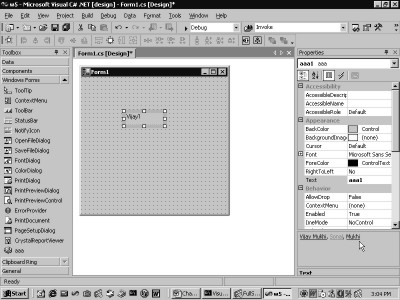 w5 - Microsoft Visual C# .NET [design] - Form1.cs [Design]*
File Edit View Project Build Debug Data Format Tools Window Help
Debug Invoke
Toolbox
Data
Components
Windows Forms
ToolTip
ContextMenu
ToolBar
StatusBar
NotifyIcon
OpenFileDialog
SaveFileDialog
FontDialog
ColorDialog
PrintDialog
PrintPreviewDialog
PrintPreviewControl
ErrorProvider
PrintDocument
PageSetupDialog
CrystalReportViewer
aaa
Clipboard Ring
General
Form1.cs [Design]*
Form1
Vijay1
Properties
aaa1 aaa
Accessibility
AccessibleDescrip
AccessibleName
AccessibleRole Default
Appearance
BackColor Control
BackgroundImag (none)
Cursor Default
Font Microsoft Sans Se
ForeColor ControlText
RightToLeft No
Text aaa1
Behavior
AllowDrop False
ContextMenu (none)
Enabled True
ImeMode NoControl
Vijay Mukhi, Sonal, Mukhi
Text
Ready
Start Cha Visu FullS w5 - 3:04 PM